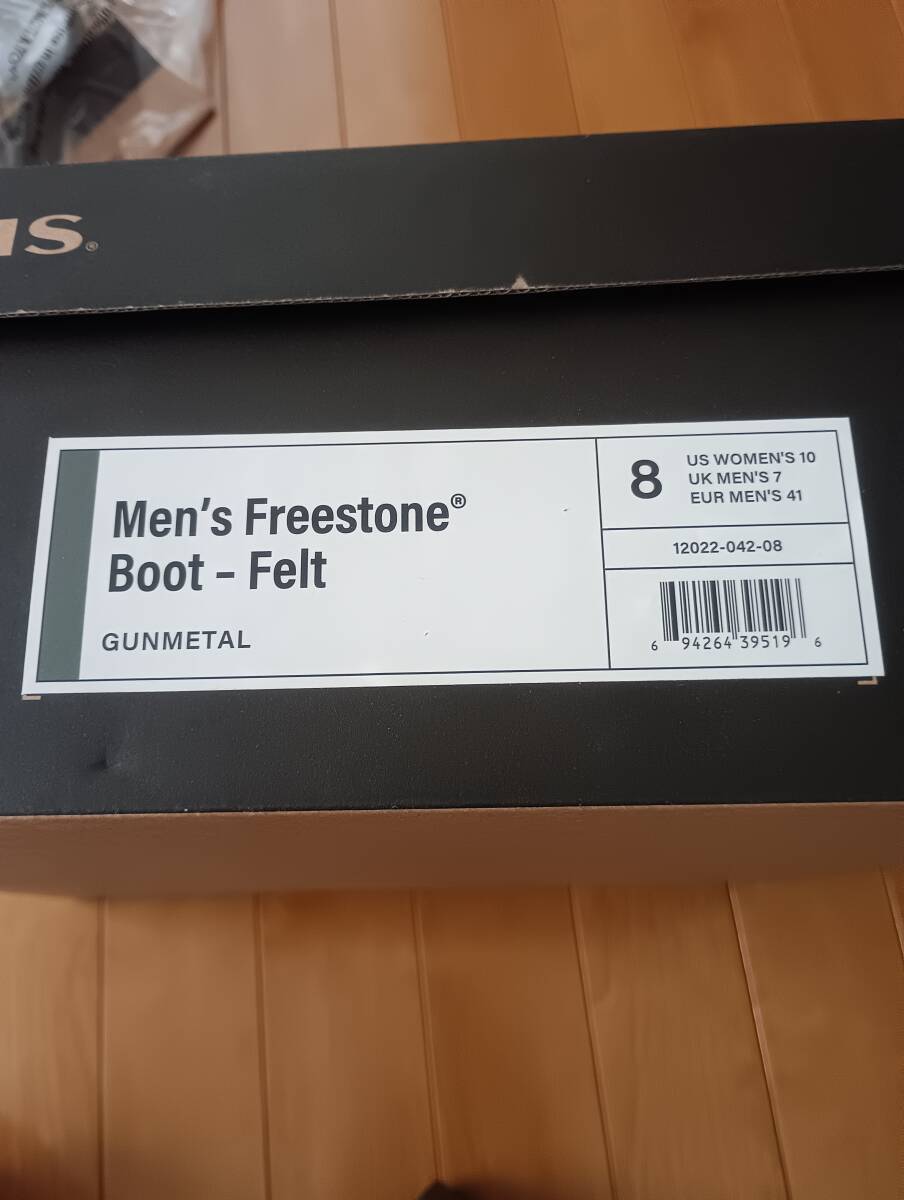 IS®
Men's Freestone®
Boot – Felt
GUNMETAL
8
US WOMEN'S 10
UK MEN'S 7
EUR MEN'S 41
12022-042-08
6 94264 39519 6